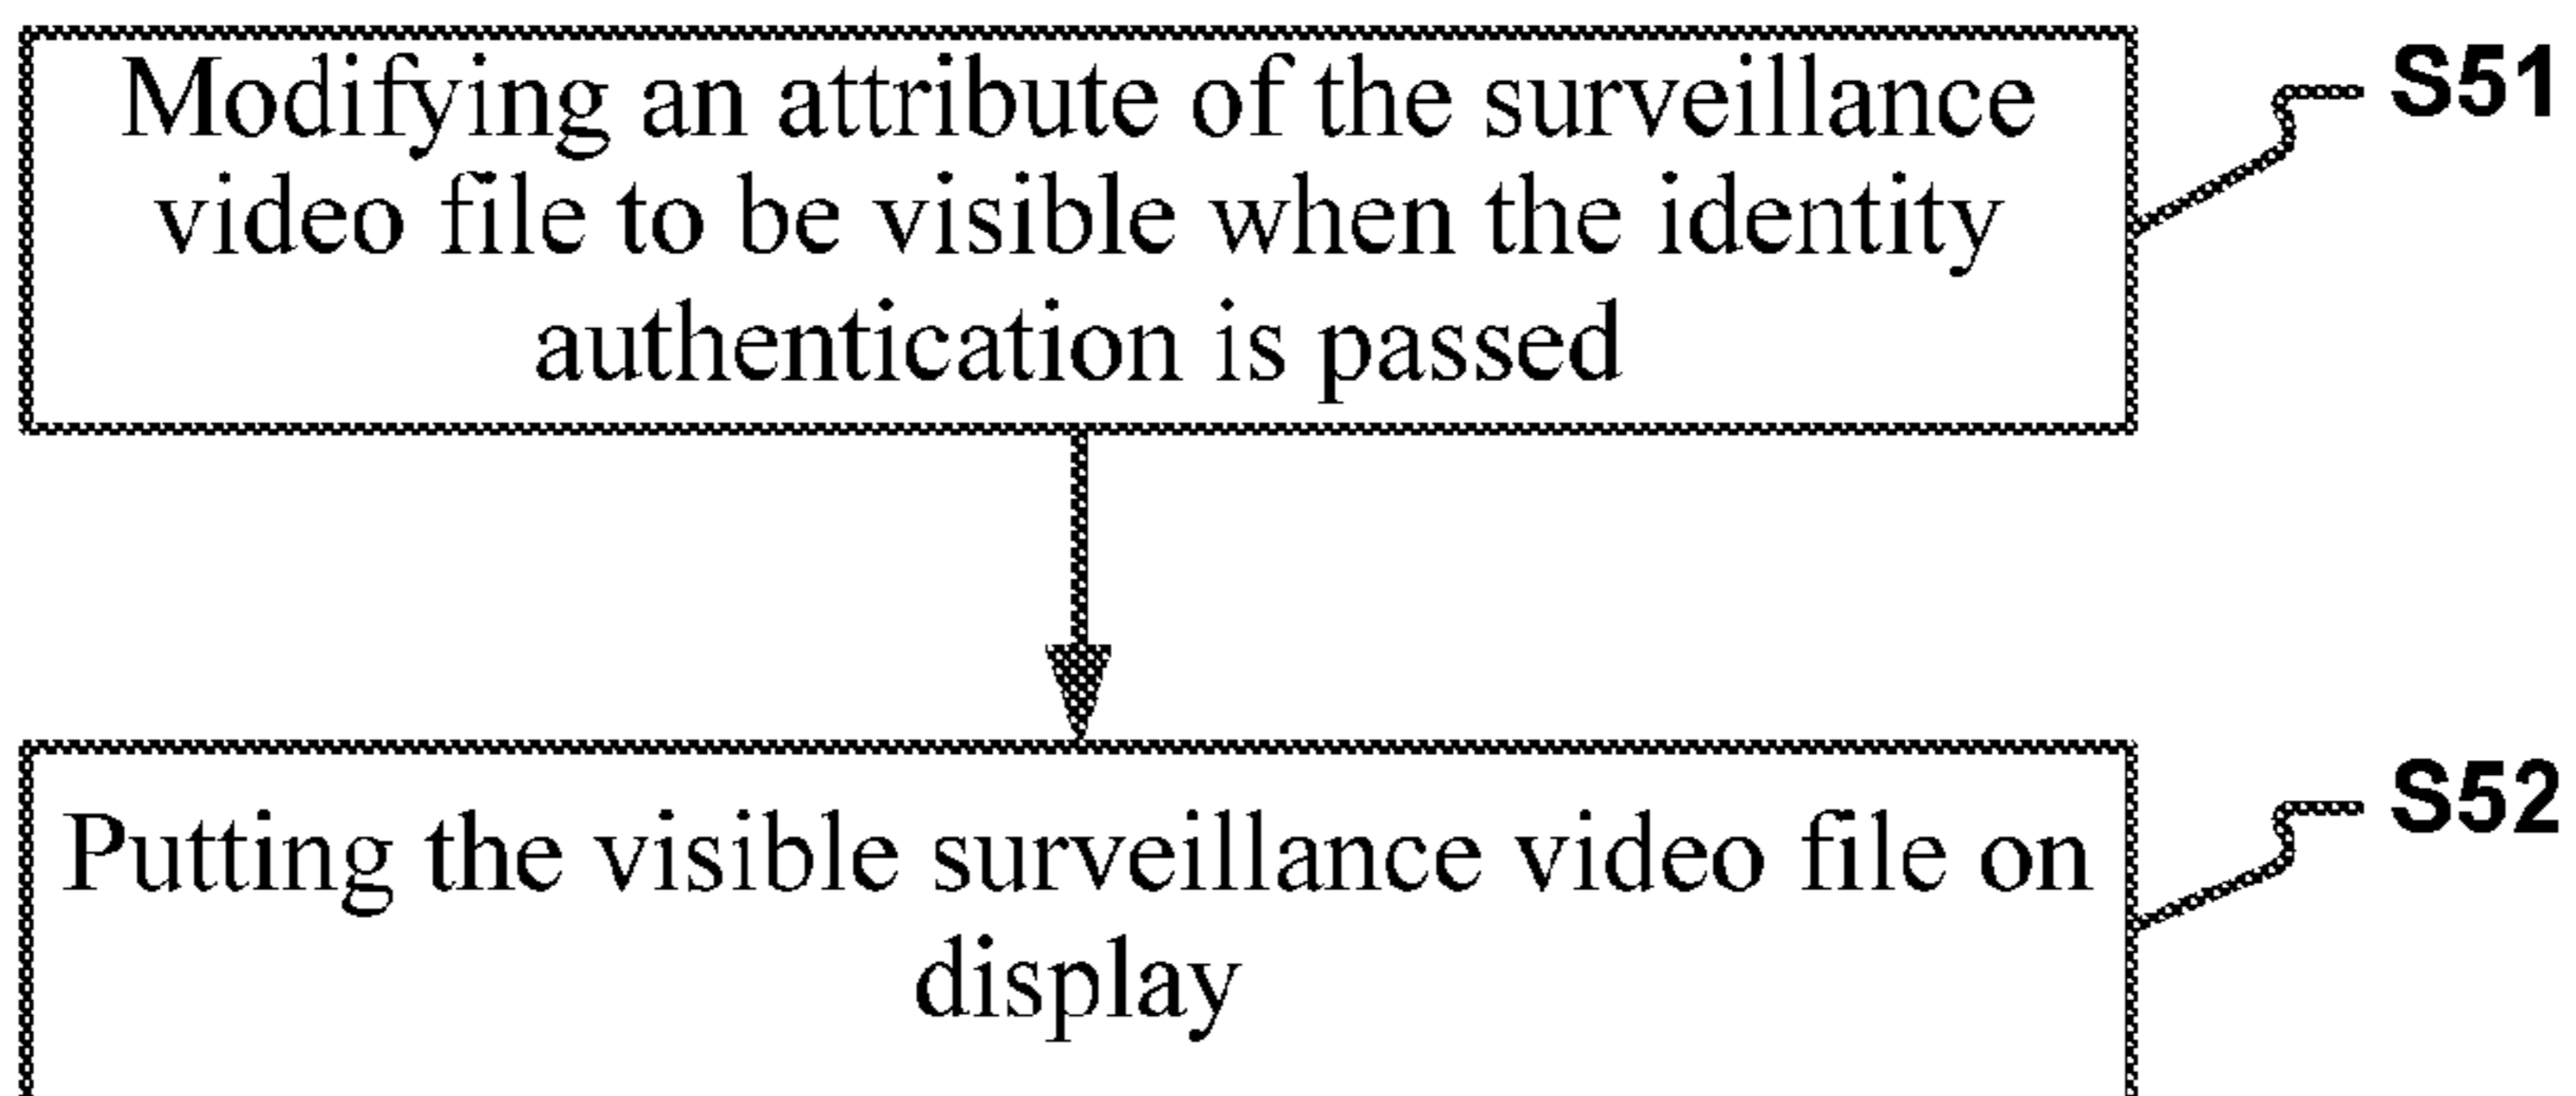 Modifying an attribute of the surveillance
video file to be visible when the identity
authentication is passed
S51
Putting the visible surveillance video file on
display
S52